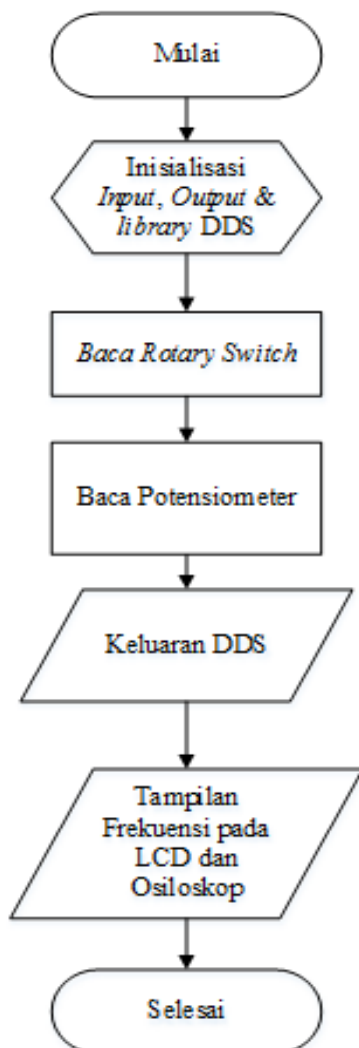 Mulai
Inisialisasi
Input, Output &
library DDS
Baca Rotary Switch
Baca Potensiometer
Keluaran DDS
Tampilan
Frekuensi pada
LCD dan
Osiloskop
Selesai